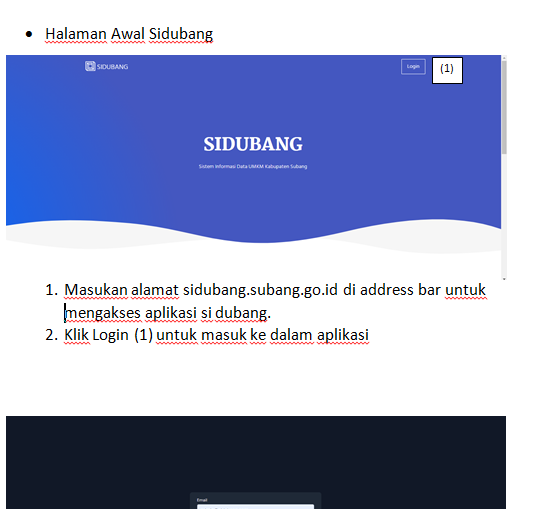 Halaman Awal Sidubang
SIDUBANG
Login
(1)
SIDUBANG
Sistem Informasi Data UMKM Kabupaten Subang
1. Masukan alamat sidubang.subang.go.id di address bar untuk
mengakses aplikasi si dubang.
2. Klik Login (1) untuk masuk ke dalam aplikasi
Email